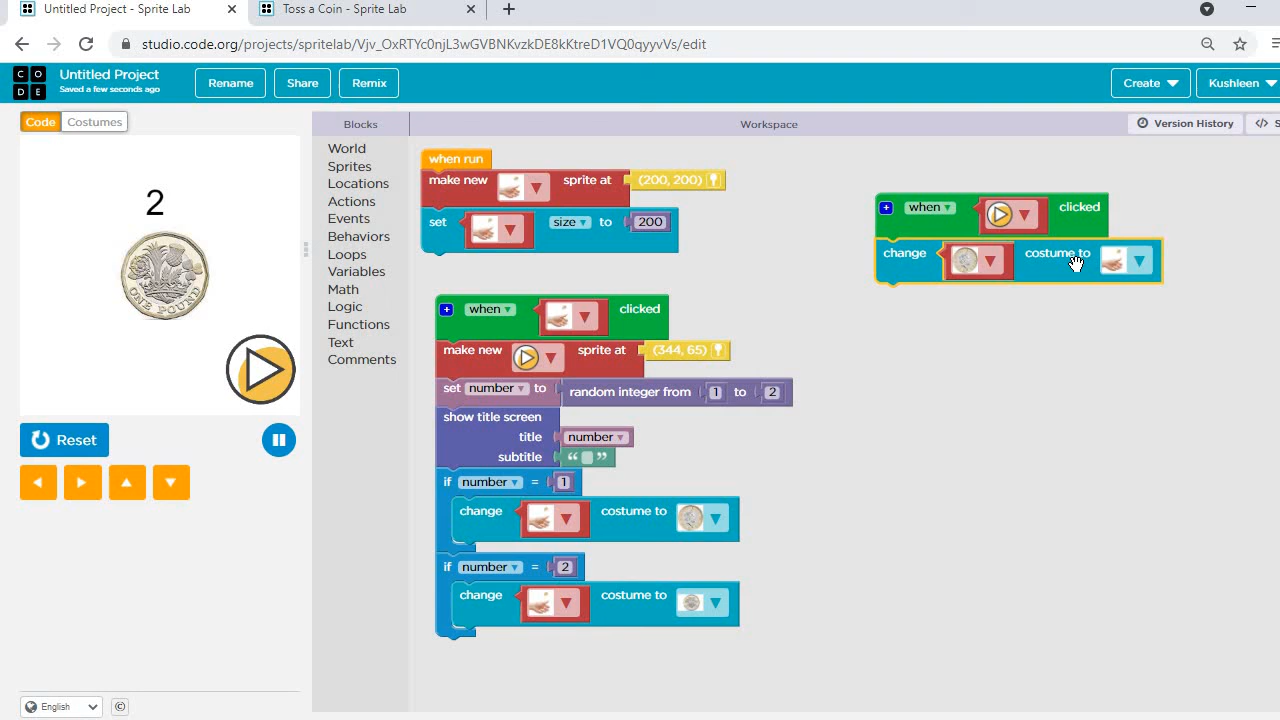 Untitled Project - Sprite Lab
Toss a Coin - Sprite Lab
studio.code.org/projects/spritelab/Vjv_OxRTYc0njL3wGVBNKvzkDE8kKtreD1VQ0qyyvVs/edit
C O
D E
Untitled Project
Saved a few seconds ago
Rename
Share
Remix
Create
Kushleen
Code
Costumes
Blocks
Workspace
Version History
</> S
2
ONE POUND
Reset
English
©
World
Sprites
Locations
Actions
Events
Behaviors
Loops
Variables
Math
Logic
Functions
Text
Comments
when run
make new sprite at (200, 200)
set size to 200
when clicked
make new sprite at (344, 65)
set number to random integer from 1 to 2
show title screen
title number
subtitle “ ”
if number = 1
change costume to
if number = 2
change costume to
when clicked
change costume to